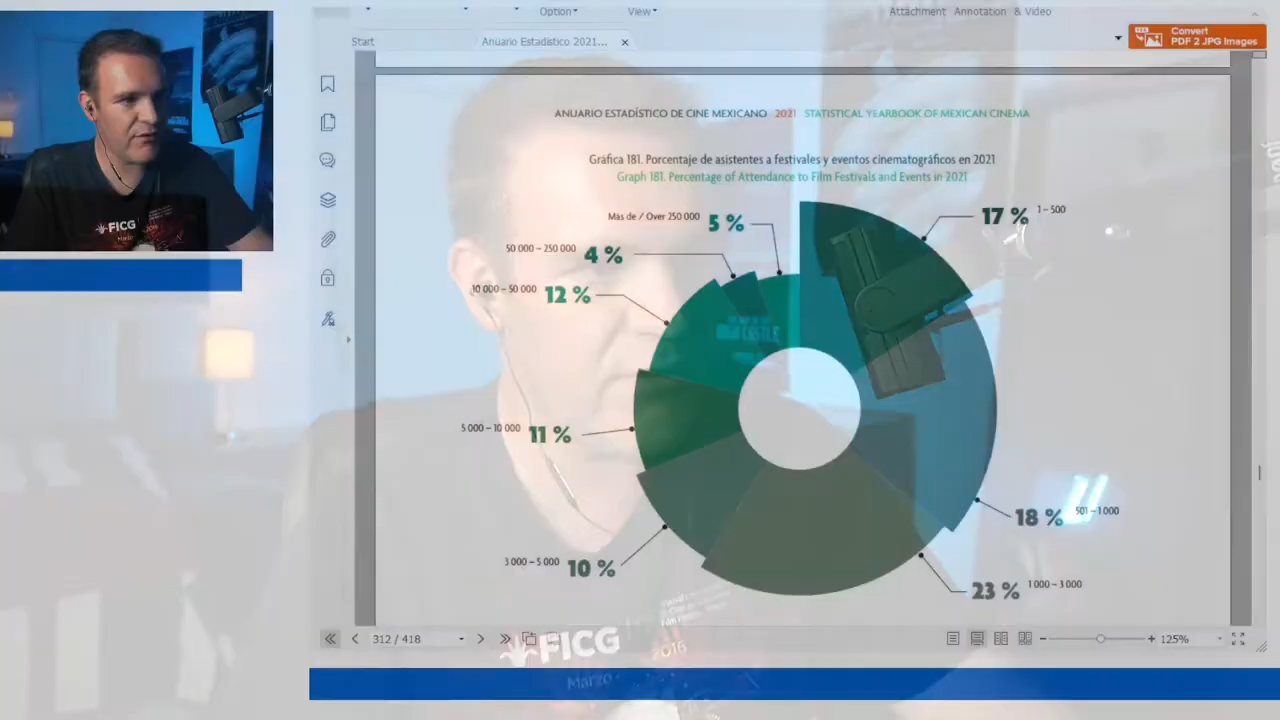 Option
View
Attachment Annotation & Video
Start
Anuario Estadístico 2021...
Convert
PDF 2 JPG Images
ANUARIO ESTADÍSTICO DE CINE MEXICANO 2021 STATISTICAL YEARBOOK OF MEXICAN CINEMA
Gráfica 181. Porcentaje de asistentes a festivales y eventos cinematográficos en 2021
Graph 181. Percentage of Attendance to Film Festivals and Events in 2021
Más de / Over 250 000 5 %
17 % 1 – 500
50 000 – 250 000 4 %
10 000 – 50 000 12 %
5 000 – 10 000 11 %
18 % 501 – 1 000
3 000 – 5 000 10 %
23 % 1 000 – 3 000
312 / 418
125%
FICG
FICG
2016
Marzo